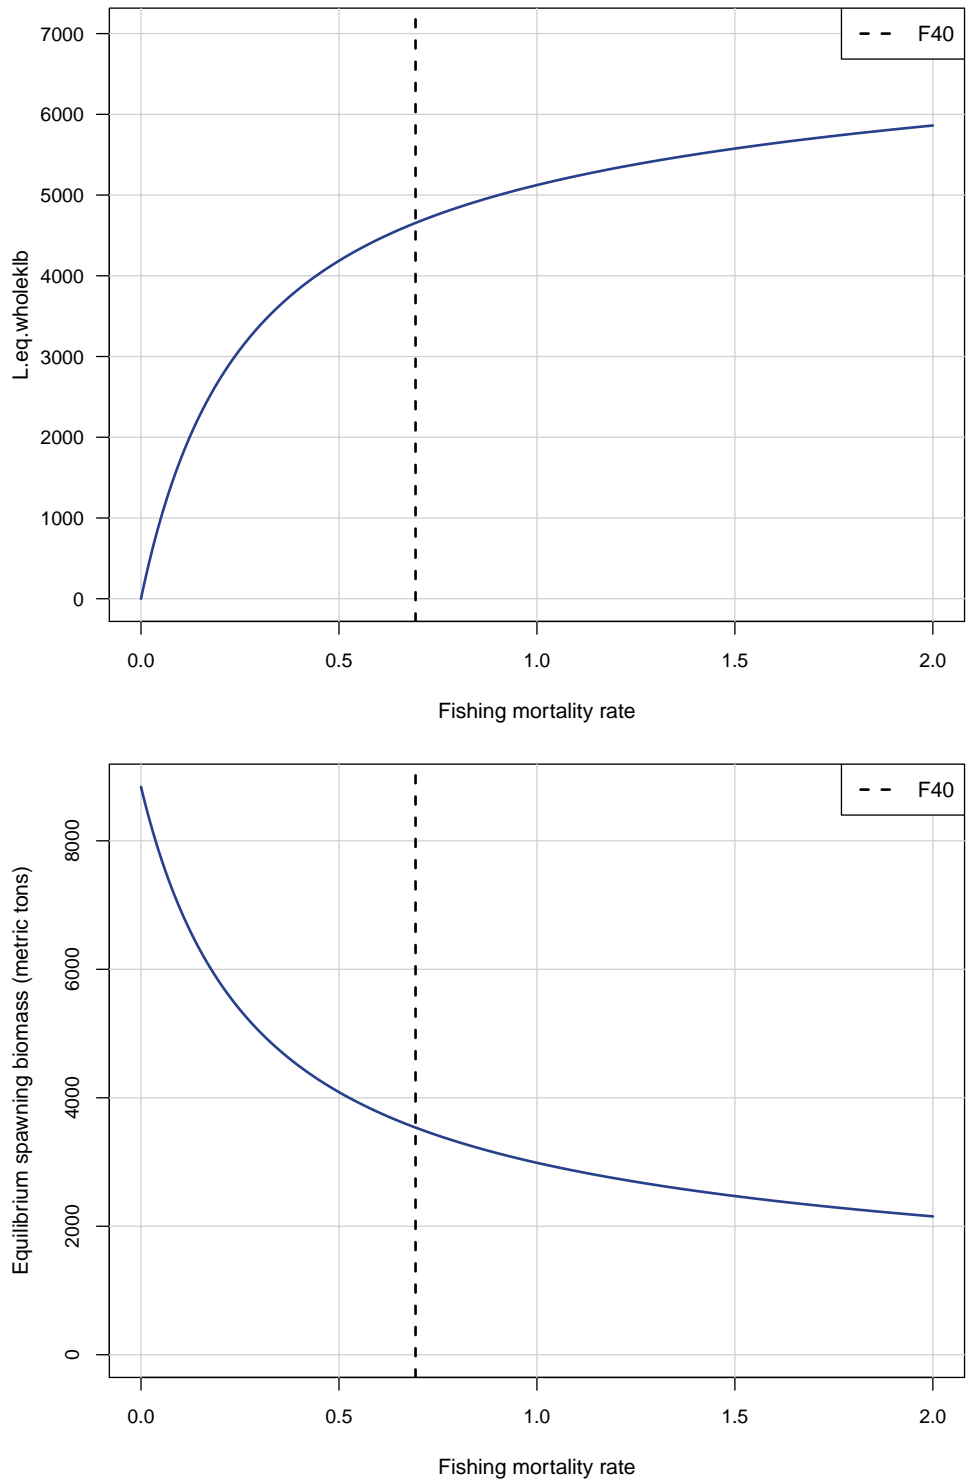 7000
F40
6000
5000
4000
3000
2000
1000
0
L.eq.wholeklb
0.0 0.5 1.0 1.5 2.0
Fishing mortality rate
F40
8000
6000
4000
2000
0
Equilibrium spawning biomass (metric tons)
0.0 0.5 1.0 1.5 2.0
Fishing mortality rate